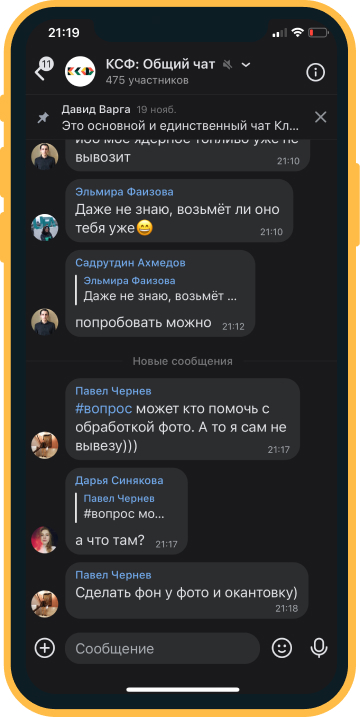 21:19
11
КСФ: Общий чат
475 участников
Давид Варга 19 нояб.
Это основной и единственный чат Кл...
ибо мое ядерное топливо уже не
вывозит
21:10
Эльмира Фаизова
Даже не знаю, возьмёт ли оно
тебя уже😅
21:10
Садрутдин Ахмедов
Эльмира Фаизова
Даже не знаю, возьмёт ...
попробовать можно 21:12
Новые сообщения
Павел Чернев
#вопрос может кто помочь с
обработкой фото. А то я сам не
вывезу)))
21:17
Дарья Синякова
Павел Чернев
#вопрос мо...
а что там? 21:17
Павел Чернев
Сделать фон у фото и окантовку)
21:18
Сообщение